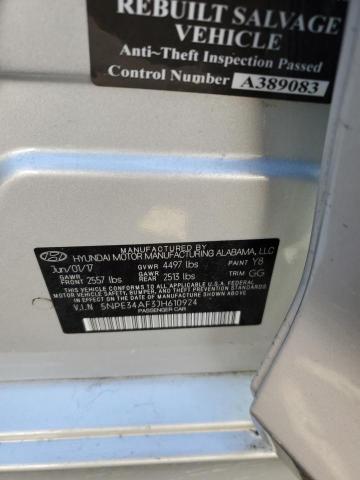 REBUILT SALVAGE
VEHICLE
Anti~Theft Inspection Passed
Control Number A389083
HYUNDAI MOTOR MANUFACTURING ALABAMA, LLC
Jun/01/17 GVWR 4497 lbs PAINT Y8
GAWR FRONT 2557 lbs GAWR REAR 2513 lbs TRIM GG
THIS VEHICLE CONFORMS TO ALL APPLICABLE U.S. FEDERAL
MOTOR VEHICLE SAFETY, BUMPER, AND THEFT PREVENTION
STANDARDS IN EFFECT ON THE DATE OF MANUFACTURE SHOWN ABOVE.
V.I.N 5NPE34AF3JH610924
PASSENGER CAR